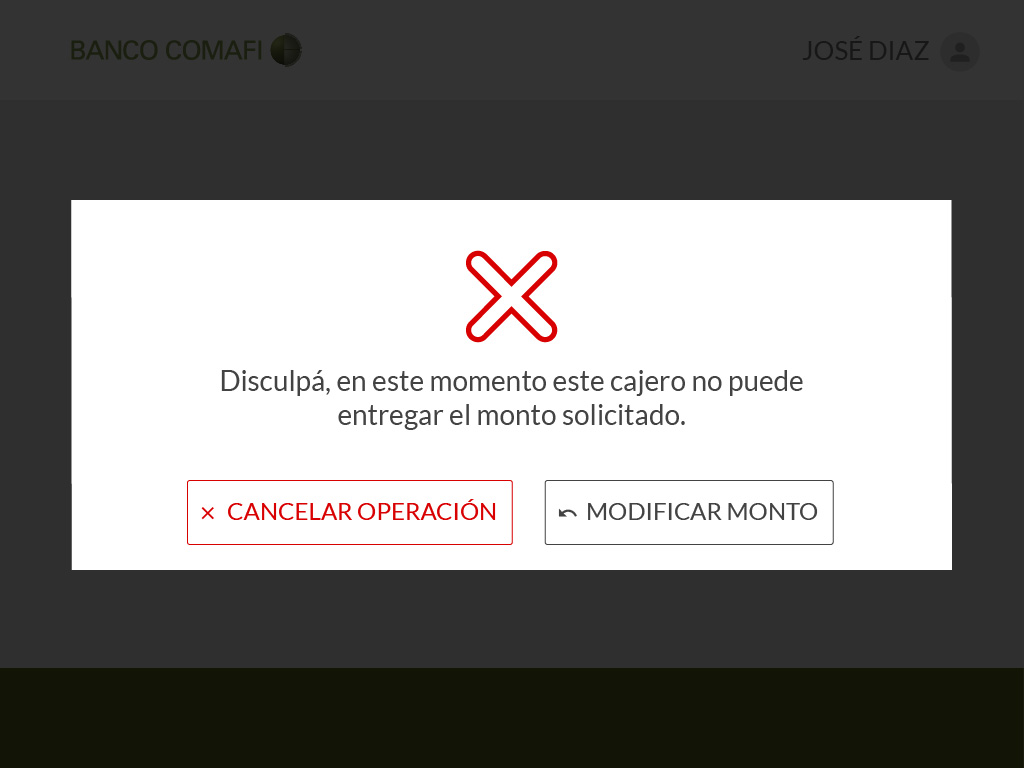 BANCO COMAFI
JOSÉ DIAZ
Disculpá, en este momento este cajero no puede
entregar el monto solicitado.
CANCELAR OPERACIÓN
MODIFICAR MONTO